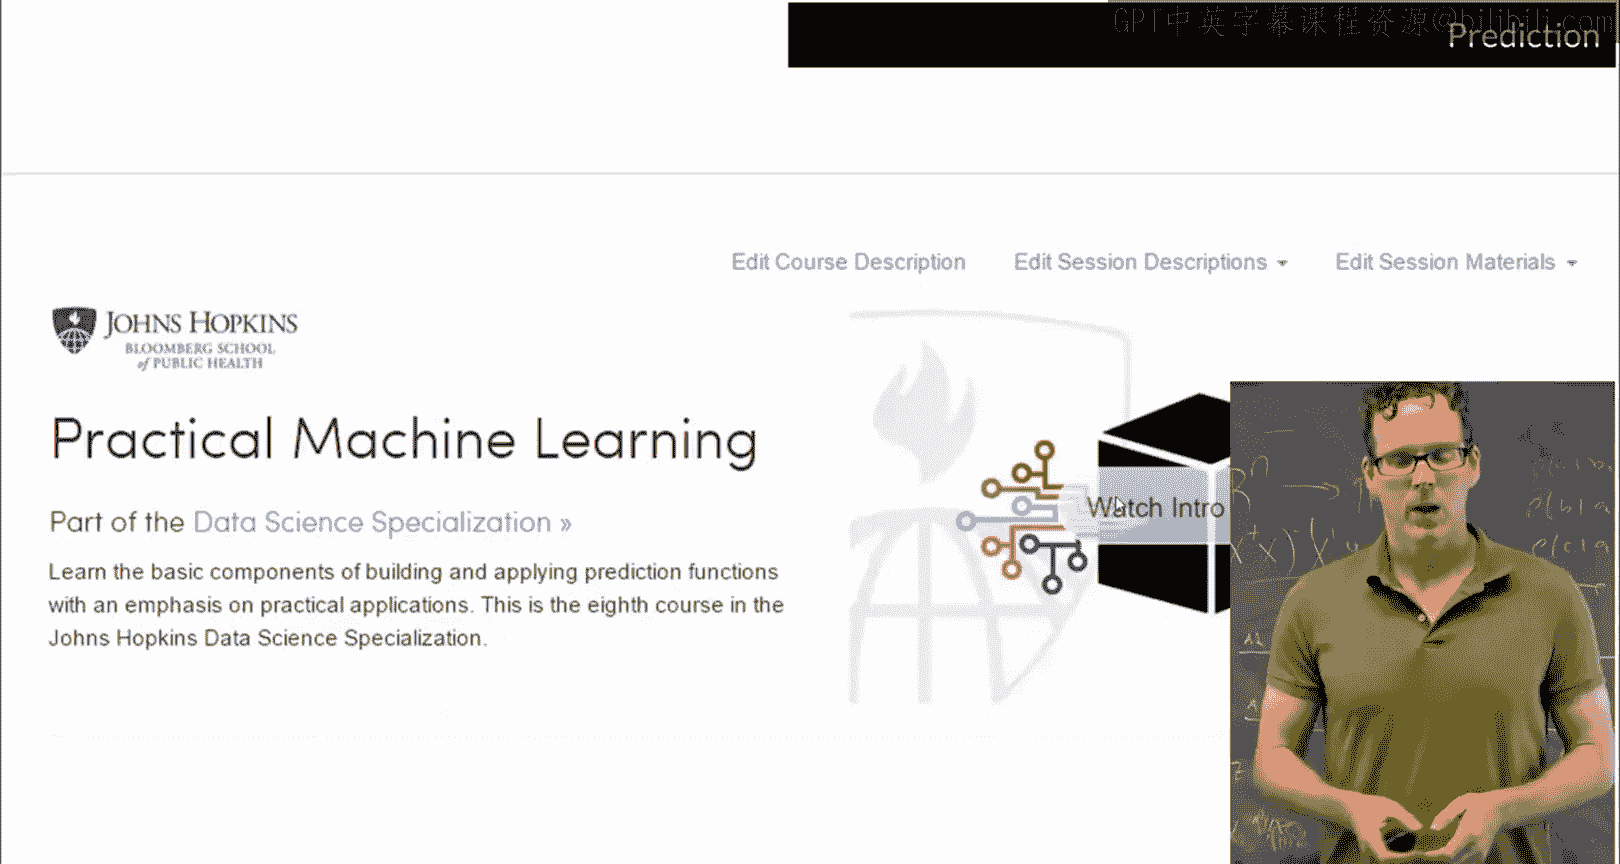 GPT中英字幕课程资源@bilibili.com
Prediction
Edit Course Description
Edit Session Descriptions
Edit Session Materials
JOHNS HOPKINS
BLOOMBERG SCHOOL
of PUBLIC HEALTH
Practical Machine Learning
Part of the Data Science Specialization »
Watch Intro
Learn the basic components of building and applying prediction functions
with an emphasis on practical applications. This is the eighth course in the
Johns Hopkins Data Science Specialization.